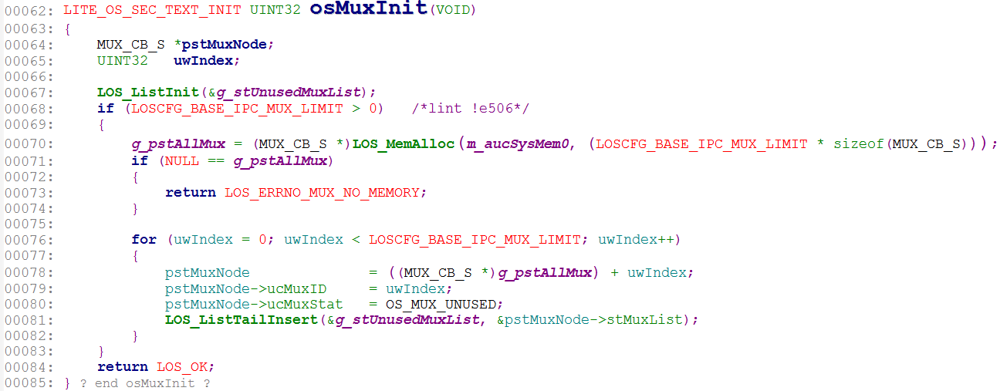 00062: LITE_OS_SEC_TEXT_INIT UINT32 osMuxInit(VOID)
00063: {
00064:     MUX_CB_S *pstMuxNode;
00065:     UINT32   uwIndex;
00066:
00067:     LOS_ListInit(&g_stUnusedMuxList);
00068:     if (LOSCFG_BASE_IPC_MUX_LIMIT > 0)   /*lint !e506*/
00069:     {
00070:         g_pstAllMux = (MUX_CB_S *)LOS_MemAlloc(m_aucSysMem0, (LOSCFG_BASE_IPC_MUX_LIMIT * sizeof(MUX_CB_S)));
00071:         if (NULL == g_pstAllMux)
00072:         {
00073:             return LOS_ERRNO_MUX_NO_MEMORY;
00074:         }
00075:
00076:         for (uwIndex = 0; uwIndex < LOSCFG_BASE_IPC_MUX_LIMIT; uwIndex++)
00077:         {
00078:             pstMuxNode              = ((MUX_CB_S *)g_pstAllMux) + uwIndex;
00079:             pstMuxNode->ucMuxID     = uwIndex;
00080:             pstMuxNode->ucMuxStat   = OS_MUX_UNUSED;
00081:             LOS_ListTailInsert(&g_stUnusedMuxList, &pstMuxNode->stMuxList);
00082:         }
00083:     }
00084:     return LOS_OK;
00085: } ? end osMuxInit ?